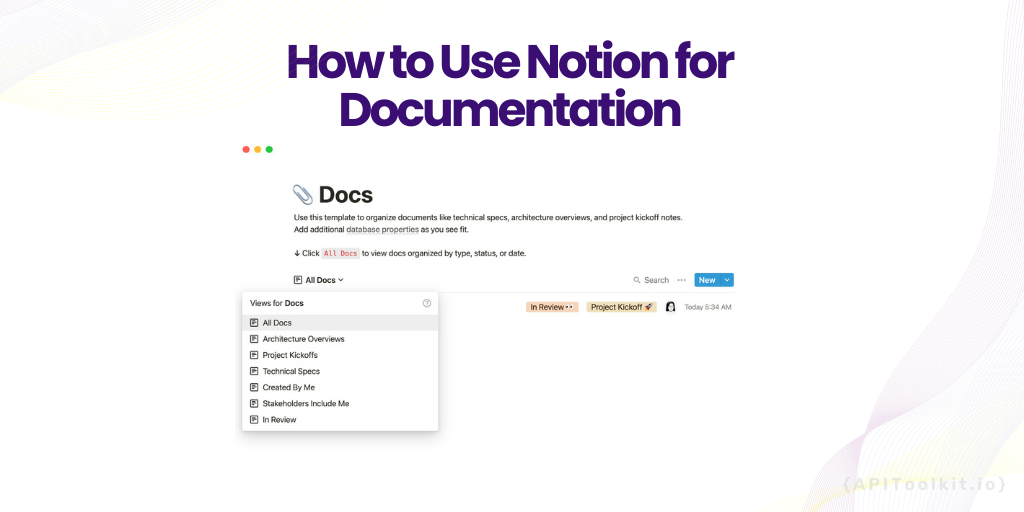 How to Use Notion for
Documentation
📎 Docs
Use this template to organize documents like technical specs, architecture overviews, and project kickoff notes.
Add additional database properties as you see fit.
↓ Click All Docs to view docs organized by type, status, or date.
All Docs
Search
New
Views for Docs
In Review 👀
Project Kickoff 🚀
Today 5:34 AM
All Docs
Architecture Overviews
Project Kickoffs
Technical Specs
Created By Me
Stakeholders Include Me
In Review
{APIToolkit.io}